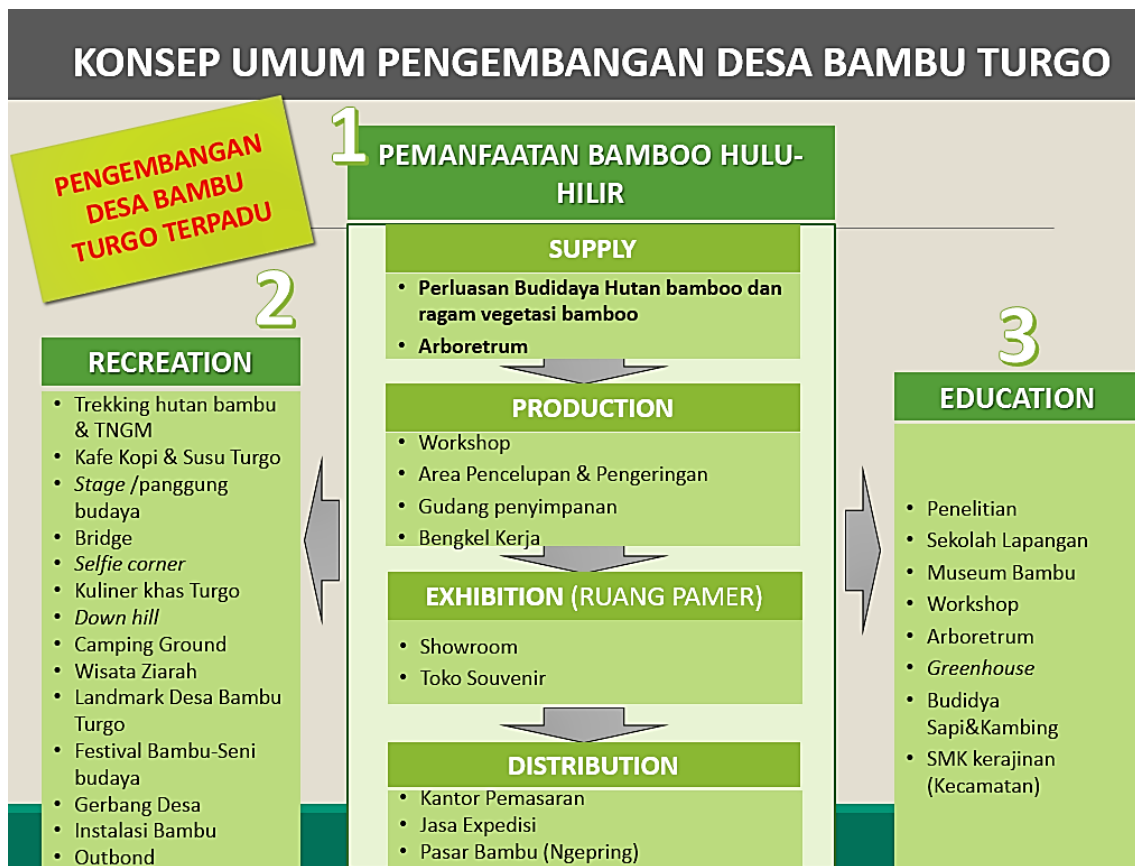 KONSEP UMUM PENGEMBANGAN DESA BAMBU TURGO
PENGEMBANGAN
DESA BAMBU
TURGO TERPADU
1
PEMANFAATAN BAMBOO HULU-
HILIR
SUPPLY
• Perluasan Budidaya Hutan bamboo dan
ragam vegetasi bamboo
• Arboretrum
PRODUCTION
• Workshop
• Area Pencelupan & Pengeringan
• Gudang penyimpanan
• Bengkel Kerja
EXHIBITION (RUANG PAMER)
• Showroom
• Toko Souvenir
DISTRIBUTION
• Kantor Pemasaran
• Jasa Expedisi
• Pasar Bambu (Ngepring)
2
RECREATION
• Trekking hutan bambu
& TNGM
• Kafe Kopi & Susu Turgo
• Stage /panggung
budaya
• Bridge
• Selfie corner
• Kuliner khas Turgo
• Down hill
• Camping Ground
• Wisata Ziarah
• Landmark Desa Bambu
Turgo
• Festival Bambu-Seni
budaya
• Gerbang Desa
• Instalasi Bambu
• Outbond
3
EDUCATION
• Penelitian
• Sekolah Lapangan
• Museum Bambu
• Workshop
• Arboretrum
• Greenhouse
• Budidya
Sapi&Kambing
• SMK kerajinan
(Kecamatan)